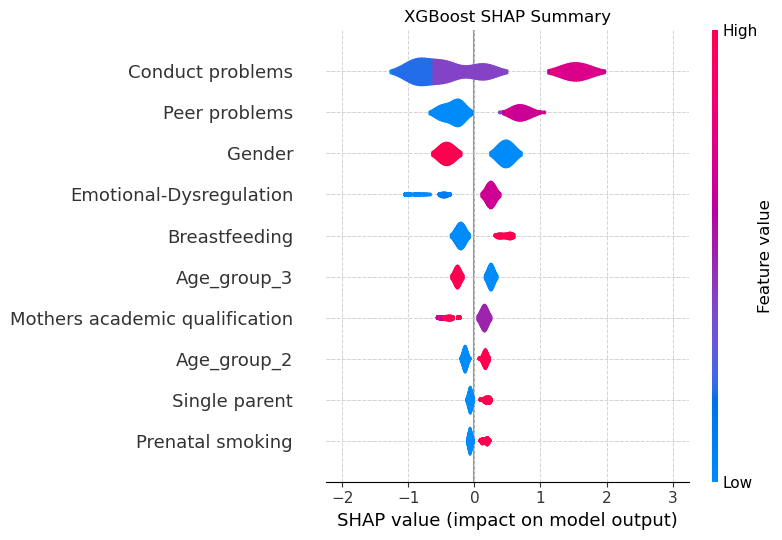 XGBoost SHAP Summary
High
Conduct problems
Peer problems
Gender
Emotional-Dysregulation
Breastfeeding
Age_group_3
Mothers academic qualification
Age_group_2
Single parent
Prenatal smoking
Feature value
Low
−2 −1 0 1 2 3
SHAP value (impact on model output)